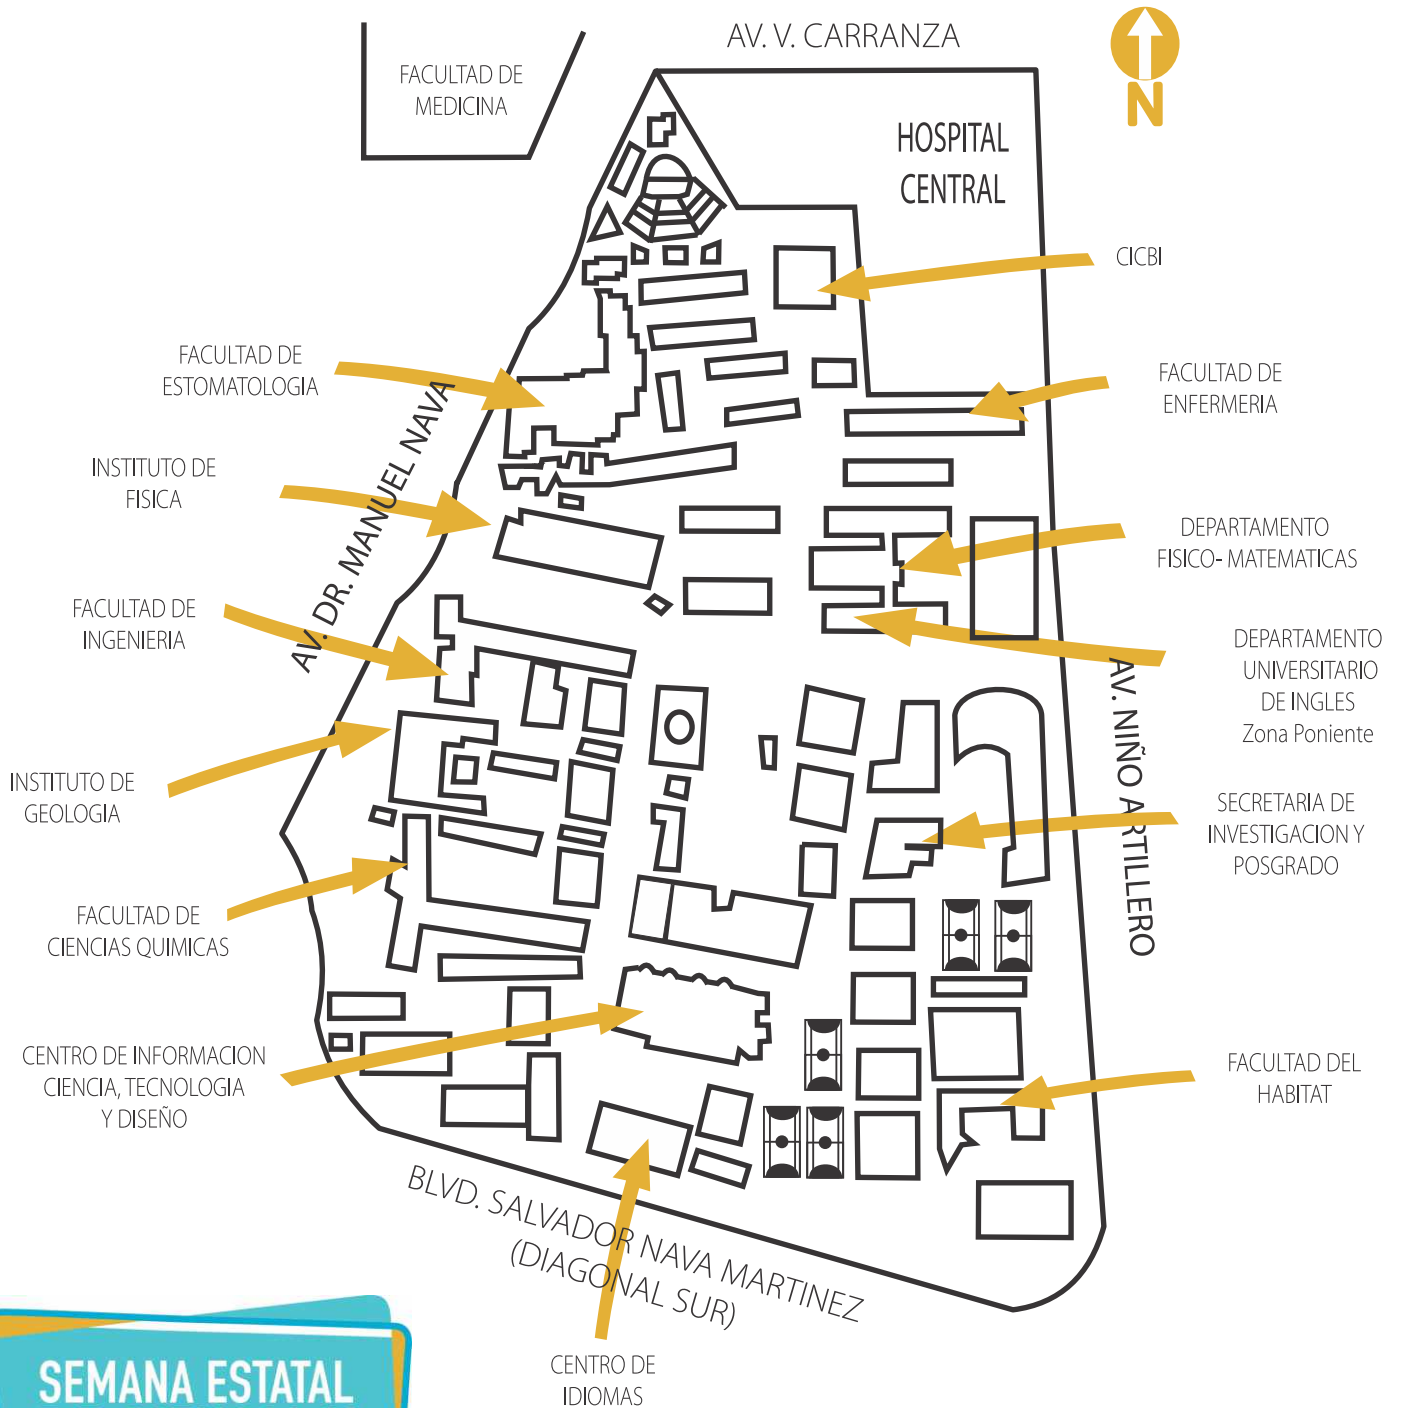 AV. V. CARRANZA
N
FACULTAD DE
MEDICINA
HOSPITAL
CENTRAL
CICBI
FACULTAD DE
ESTOMATOLOGIA
FACULTAD DE
ENFERMERIA
AV. DR. MANUEL NAVA
INSTITUTO DE
FISICA
DEPARTAMENTO
FISICO- MATEMATICAS
FACULTAD DE
INGENIERIA
DEPARTAMENTO
UNIVERSITARIO
DE INGLES
Zona Poniente
AV. NIÑO ARTILLERO
INSTITUTO DE
GEOLOGIA
SECRETARIA DE
INVESTIGACION Y
POSGRADO
FACULTAD DE
CIENCIAS QUIMICAS
CENTRO DE INFORMACION
CIENCIA, TECNOLOGIA
Y DISEÑO
FACULTAD DEL
HABITAT
BLVD. SALVADOR NAVA MARTINEZ
(DIAGONAL SUR)
CENTRO DE
IDIOMAS
SEMANA ESTATAL